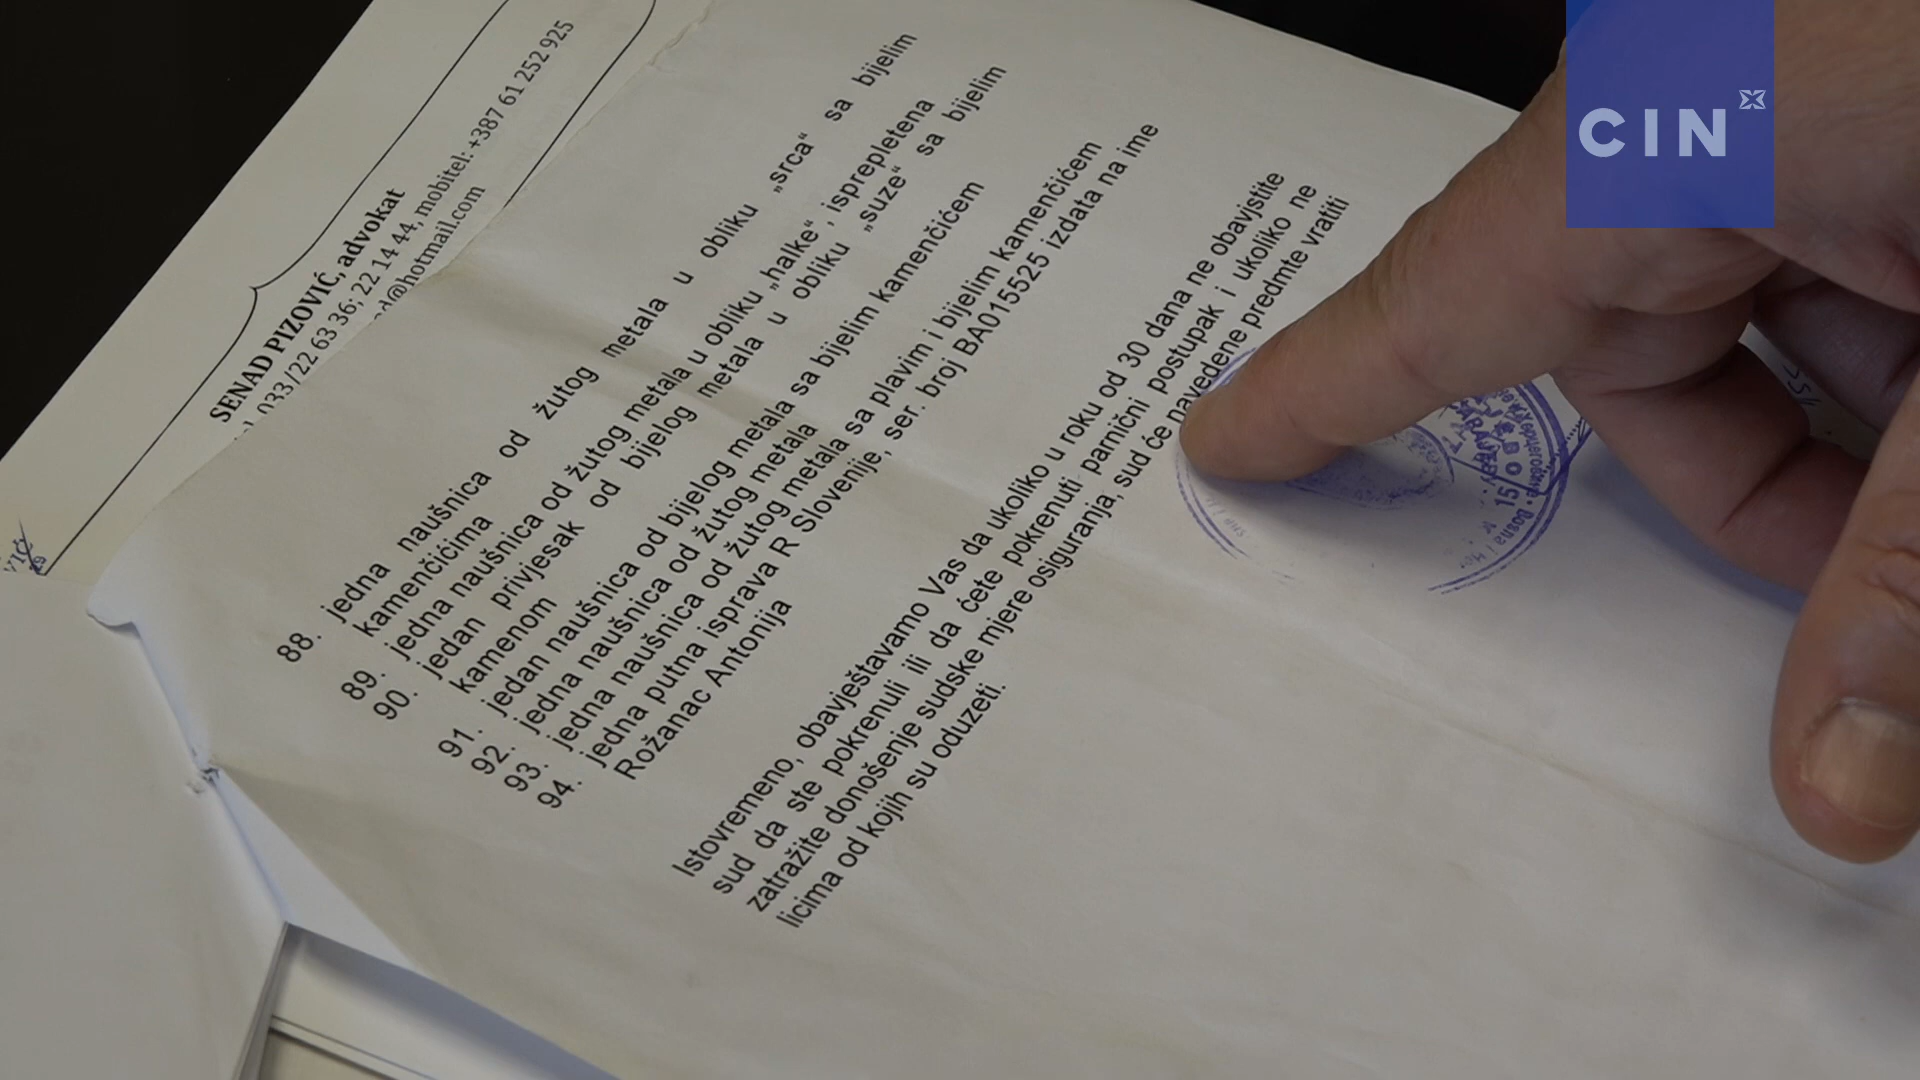 CIN
SENAD PIZOVIĆ, advokat
033/22 63 36; 22 14 44, mobitel: +387 61 252 925
@hotmail.com
88. jedna naušnica od žutog metala u obliku „srca“ sa bijelim
kamenčićima
89. jedna naušnica od žutog metala u obliku „halke“, isprepletena
90. jedan privjesak od bijelog metala u obliku „suze“ sa bijelim
kamenom
91. jedan naušnica od bijelog metala sa bijelim kamenčićem
92. jedna naušnica od žutog metala
93. jedna naušnica od žutog metala sa plavim i bijelim kamenčićem
94. jedna putna isprava R Slovenije, ser. broj BA0155525 izdata na ime
Rožanac Antonija
Istovremeno, obavještavamo Vas da ukoliko u roku od 30 dana ne obavjstite
sud da ste pokrenuli ili da ćete pokrenuti parnični postupak i ukoliko ne
zatražite donošenje sudske mjere osiguranja, sud će navedene predmte vratiti
licima od kojih su oduzeti.
15